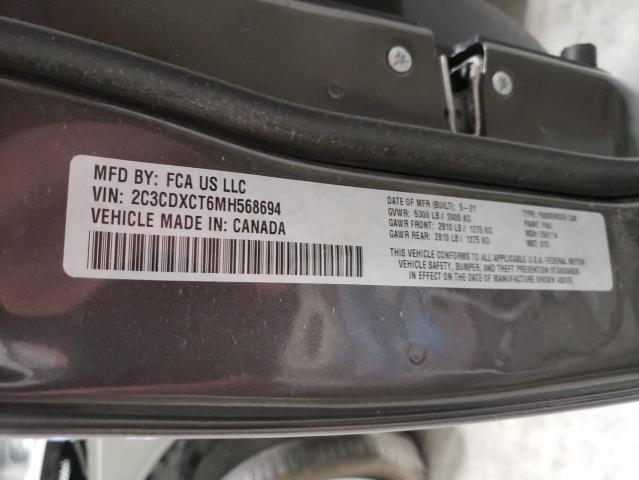 MFD BY: FCA US LLC
VIN: 2C3CDXCT6MH568694
VEHICLE MADE IN: CANADA
DATE OF MFR (BUILT): 5-21
GVWR: 5300 LB / 2405 KG
GAWR FRONT: 2810 LB / 1275 KG
GAWR REAR: 2810 LB / 1275 KG
TYPE: PASSENGER CAR
PAINT: PAU
MDH:
VEHICLE CONFORMS TO ALL APPLICABLE U.S.A. FEDERAL MOTOR
VEHICLE SAFETY, BUMPER, AND THEFT PREVENTION STANDARDS
IN EFFECT ON THE DATE OF MANUFACTURE SHOWN ABOVE.